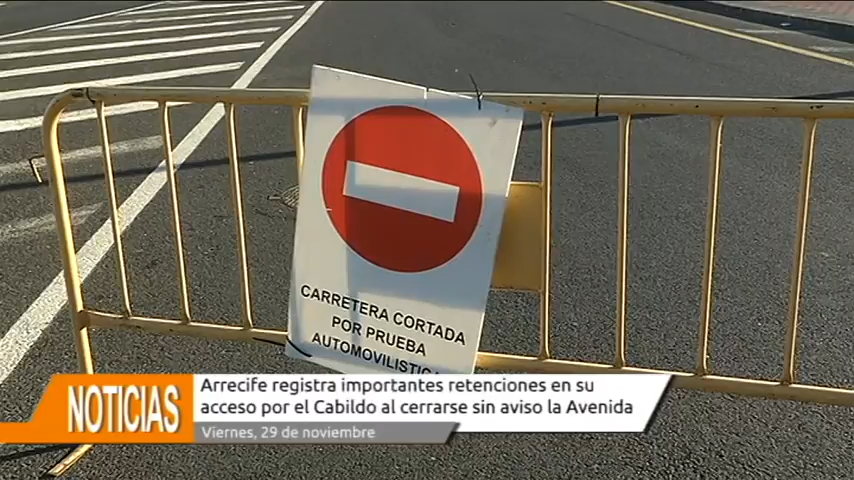 CARRETERA CORTADA
POR PRUEBA
AUTOMOVILISTICA
NOTICIAS
Arrecife registra importantes retenciones en su
acceso por el Cabildo al cerrarse sin aviso la Avenida
Viernes, 29 de noviembre